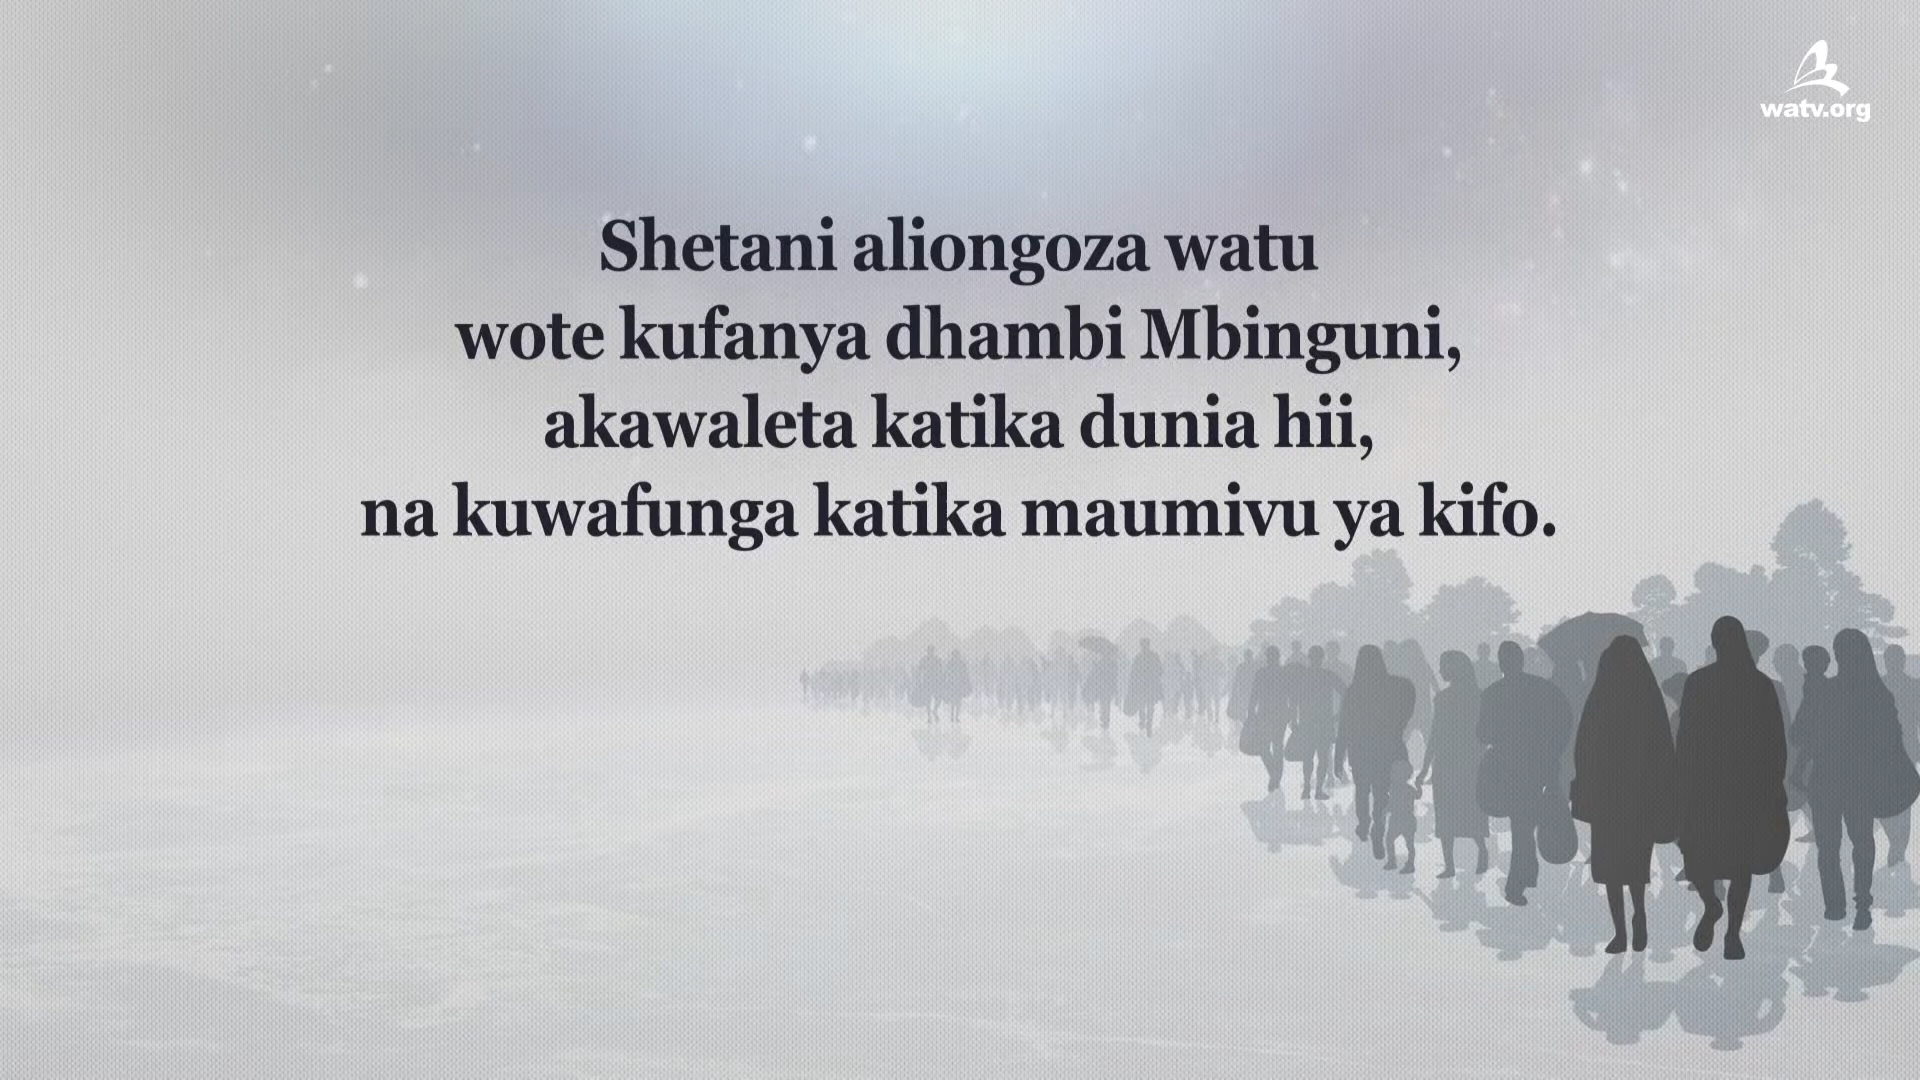 watv.org
Shetani aliongoza watu
wote kufanya dhambi Mbinguni,
akawaleta katika dunia hii,
na kuwafunga katika maumivu ya kifo.